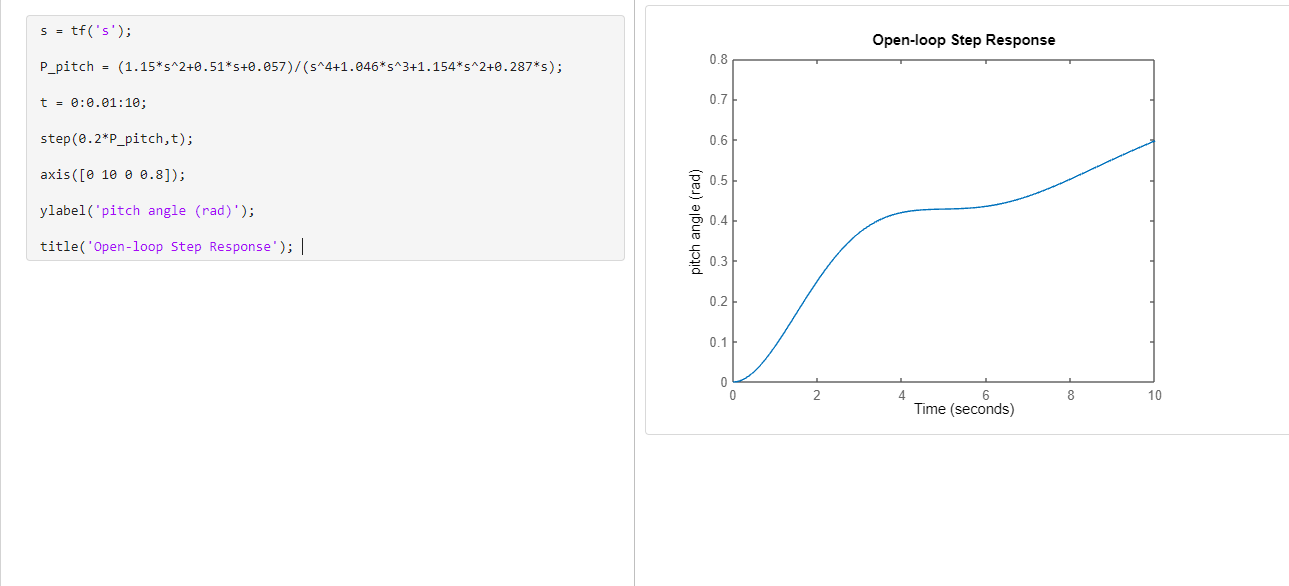 s = tf('s');
P_pitch = (1.15*s^2+0.51*s+0.057)/(s^4+1.046*s^3+1.154*s^2+0.287*s);
t = 0:0.01:10;
step(0.2*P_pitch,t);
axis([0 10 0 0.8]);
ylabel('pitch angle (rad)');
title('Open-loop Step Response');
Open-loop Step Response
0.8
0.7
0.6
0.5
0.4
0.3
0.2
0.1
0
pitch angle (rad)
0 2 4 6 8 10
Time (seconds)